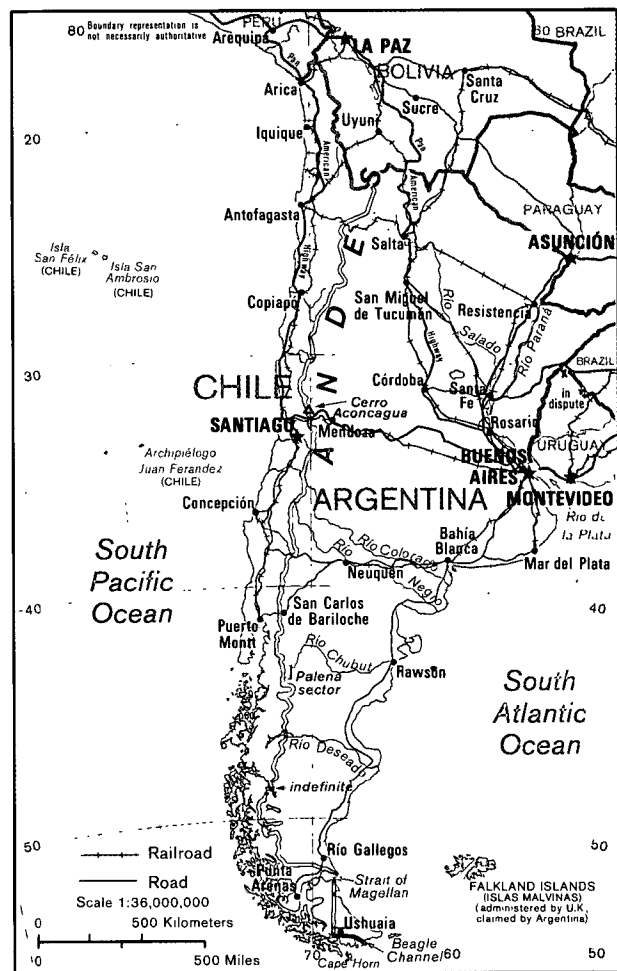 80
Boundary representation is
not necessarily authoritative
PERU
60
BRAZIL
Arequipa
LA PAZ
BOLIVIA
Pan
Arica
Santa
Cruz
Sucre
Uyun
Iquique
20
American
Pan
American
Antofagasta
Highway
PARAGUAY
ASUNCIÓN
Salta
Isla
San Félix
(CHILE)
Isla San
Ambrosio
(CHILE)
Copiapó
San Miguel
de Tucumán
Resistencia
Río
Salado
Río Paraná
Highway
ANDES
30
CHILE
Córdoba
Santa
Fe
BRAZIL
in
dispute
Cerro
Aconcagua
SANTIAGO
Mendoza
Rosario
URUGUAY
Archipiélogo
Juan Ferandez
(CHILE)
BUENOS
AIRES
MONTEVIDEO
ARGENTINA
Concepción
Río de
la Plata
Bahía
Blanca
Río Colorado
Río
Negro
Neuquén
Mar del Plata
South
Pacific
Ocean
40
40
San Carlos
de Bariloche
Puerto
Montt
Río Chubut
Palena
sector
Rawson
South
Atlantic
Ocean
Río Deseado
indefinite
50
50
Railroad
Road
Scale 1:36,000,000
0
500 Kilometers
0
500 Miles
Río Gallegos
Punta
Arenas
Strait of
Magellan
FALKLAND ISLANDS
(ISLAS MALVINAS)
(administered by U.K.,
claimed by Argentina)
Ushuaia
Beagle
Channel
70
60
Cape Horn